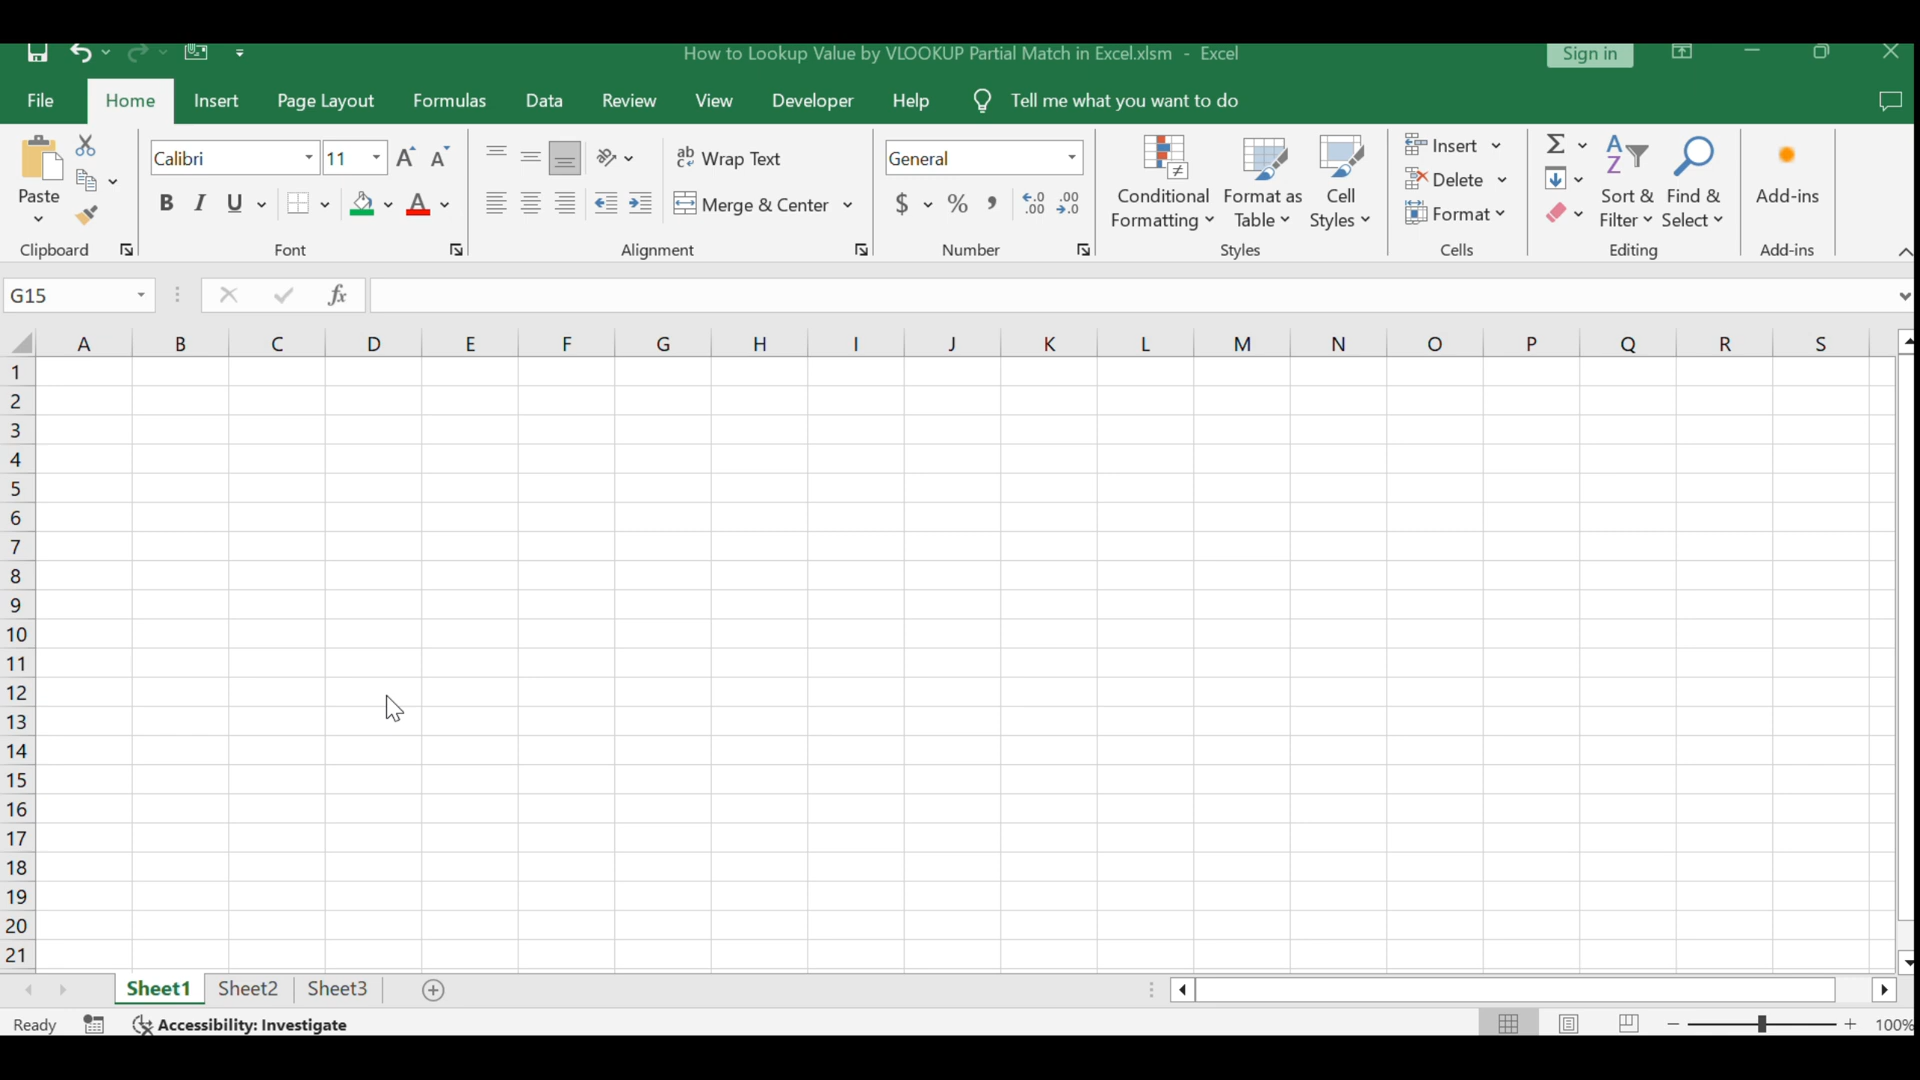 How to Lookup Value by VLOOKUP Partial Match in Excel.xlsm - Excel
Sign in
File Home Insert Page Layout Formulas Data Review View Developer Help Tell me what you want to do
Paste
Clipboard
Calibri 11
B I U A
Font
Wrap Text
Merge & Center
Alignment
General
$ % ,
Number
Conditional Formatting
Format as Table
Cell Styles
Styles
Insert
Delete
Format
Cells
Sort & Filter
Find & Select
Editing
Add-ins
Add-ins
G15 fx
A B C D E F G H I J K L M N O P Q R S
1
2
3
4
5
6
7
8
9
10
11
12
13
14
15
16
17
18
19
20
21
Sheet1 Sheet2 Sheet3
Ready Accessibility: Investigate 100%